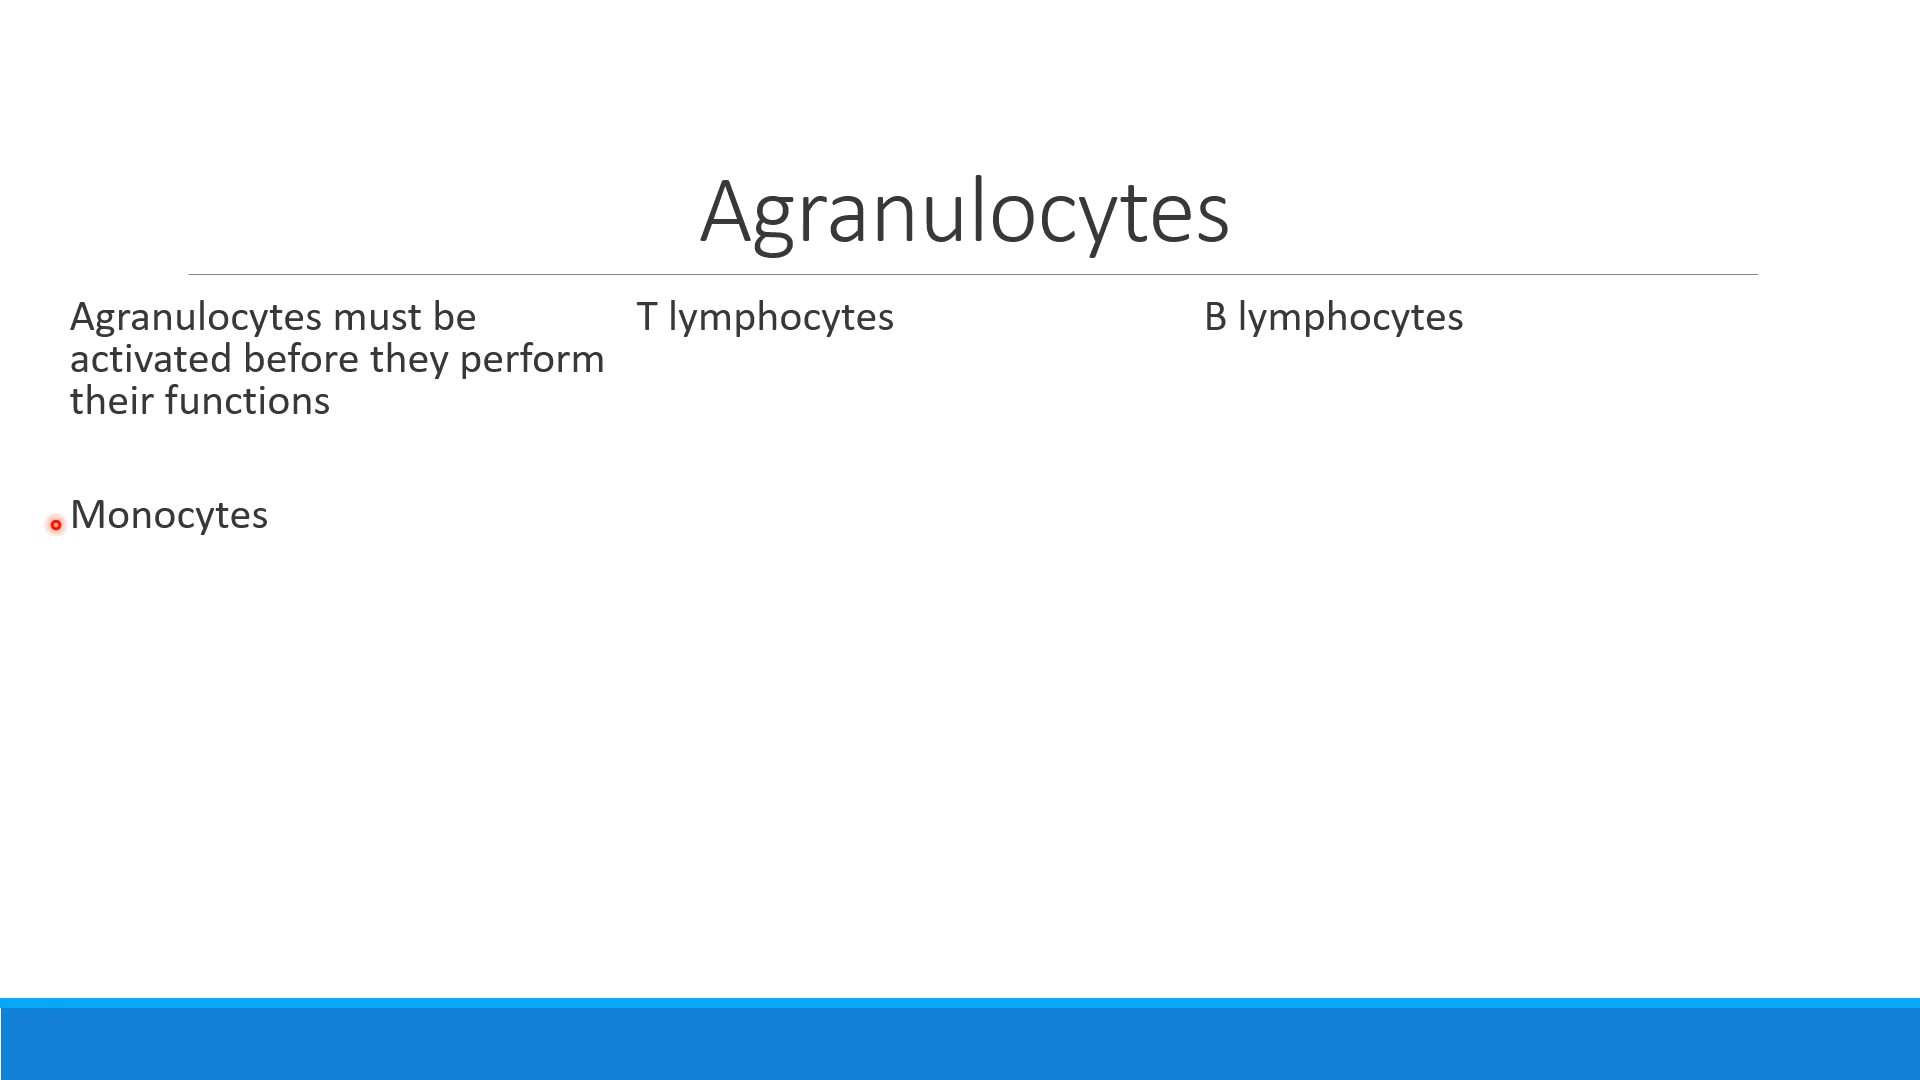 Agranulocytes
Agranulocytes must be
activated before they perform
their functions
Monocytes
T lymphocytes
B lymphocytes